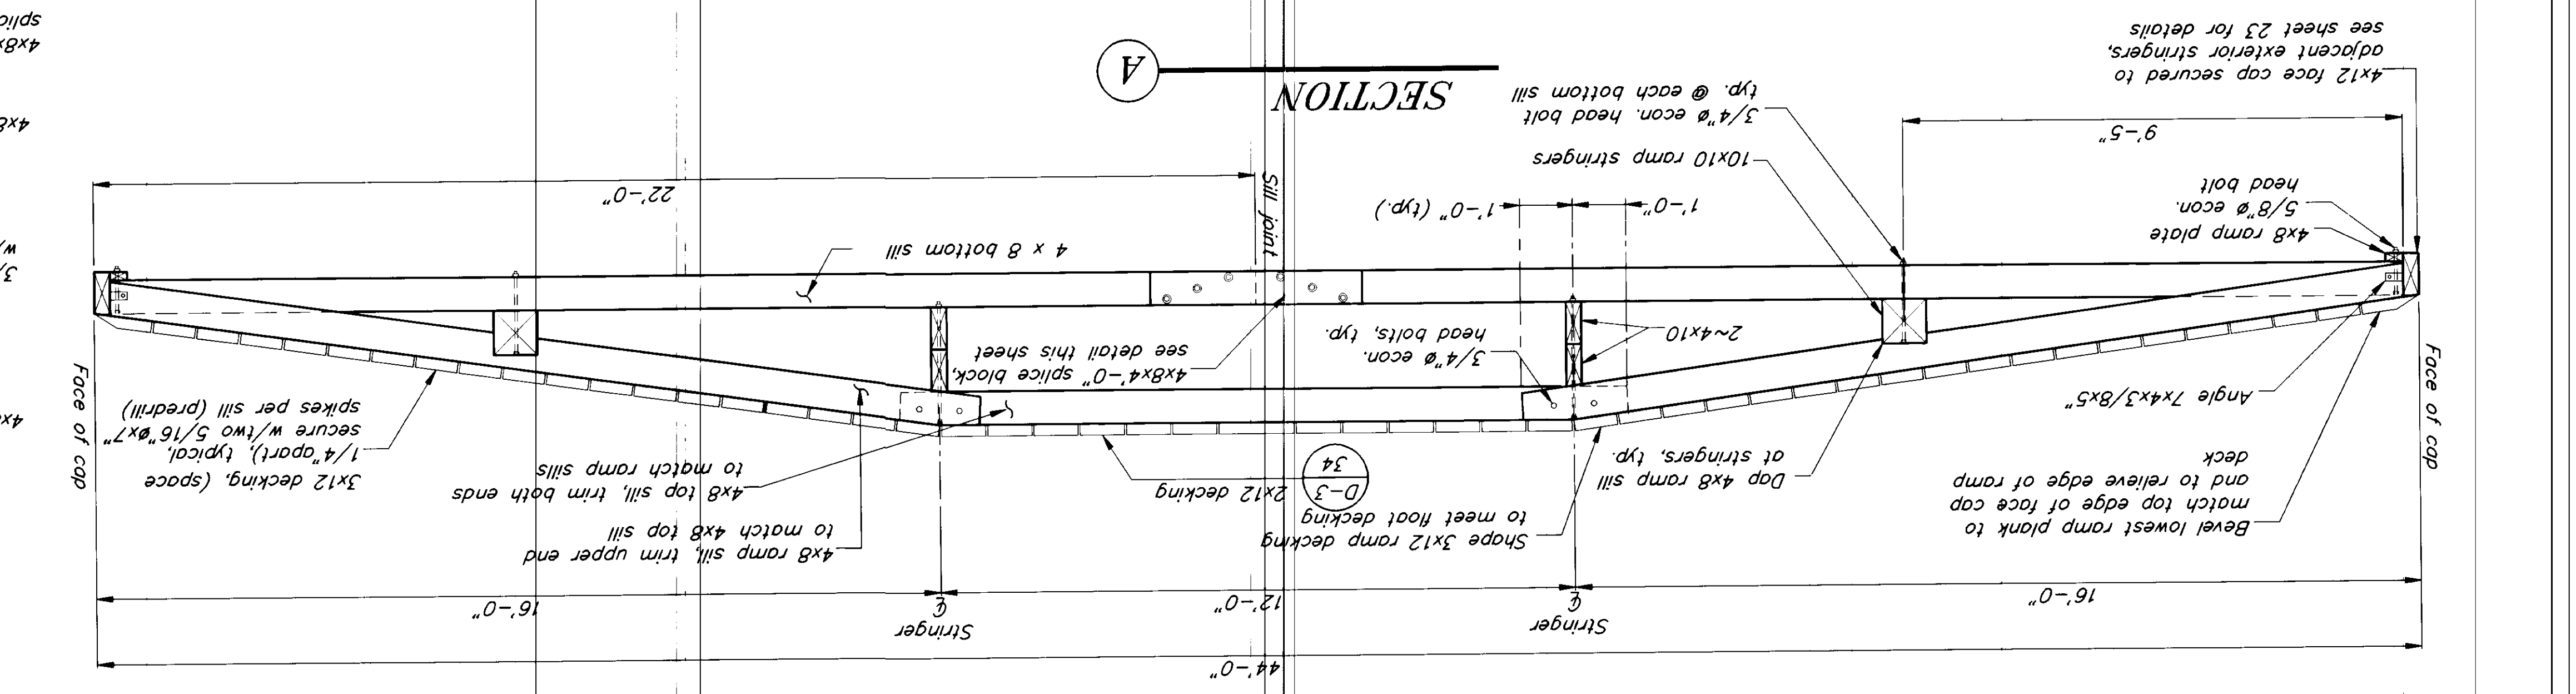 44'-0"
16'-0"
12'-0"
16'-0"
Stringer
Stringer
℄
℄
Bevel lowest ramp plank to
match top edge of face cap
and to relieve edge of ramp
deck
Shape 3x12 ramp decking
to meet float decking
4x8 ramp sill, trim upper end
to match 4x8 top sill
Dap 4x8 ramp sill
at stringers, typ.
D-3
34
2x12 decking
4x8 top sill, trim both ends
to match ramp sills
3x12 decking, (space
1/4" apart), typical,
secure w/two 5/16"øx7"
spikes per sill (predrill)
Face of cap
Face of cap
Angle 7x4x3/8x5"
2~4x10
3/4"ø econ.
head bolts, typ.
4x8x4'-0" splice block,
see detail this sheet
4x8 ramp plate
5/8"ø econ.
head bolt
1'-0"
1'-0" (typ.)
Sill joint
4 x 8 bottom sill
22'-0"
10x10 ramp stringers
9'-5"
3/4"ø econ. head bolt
typ. @ each bottom sill
4x12 face cap secured to
adjacent exterior stringers,
see sheet 23 for details
SECTION
A
4x8
4x8